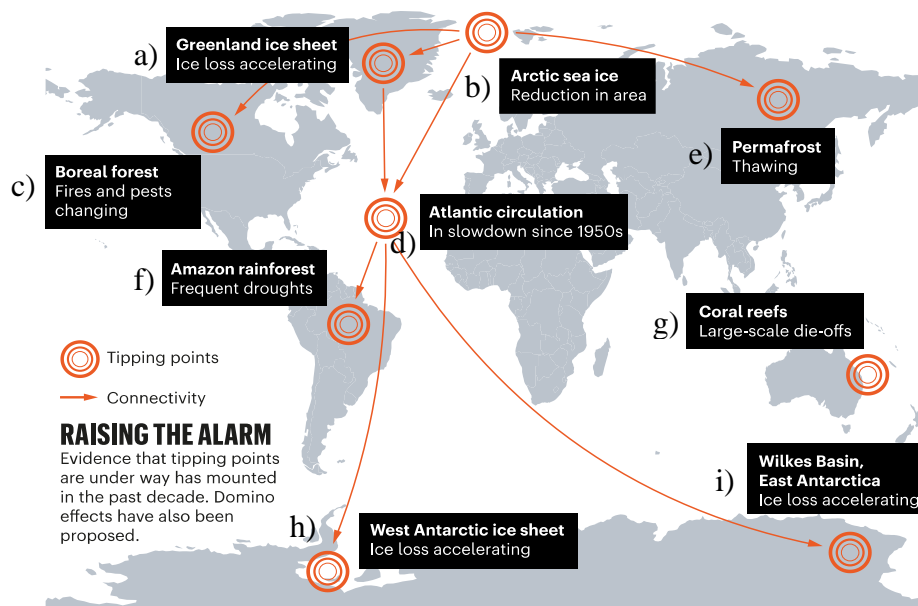 a)
Greenland ice sheet
Ice loss accelerating
b)
Arctic sea ice
Reduction in area
c)
Boreal forest
Fires and pests
changing
e)
Permafrost
Thawing
d)
Atlantic circulation
In slowdown since 1950s
f)
Amazon rainforest
Frequent droughts
g)
Coral reefs
Large-scale die-offs
Tipping points
Connectivity
RAISING THE ALARM
Evidence that tipping points
are under way has mounted
in the past decade. Domino
effects have also been
proposed.
h)
West Antarctic ice sheet
Ice loss accelerating
i)
Wilkes Basin,
East Antarctica
Ice loss accelerating